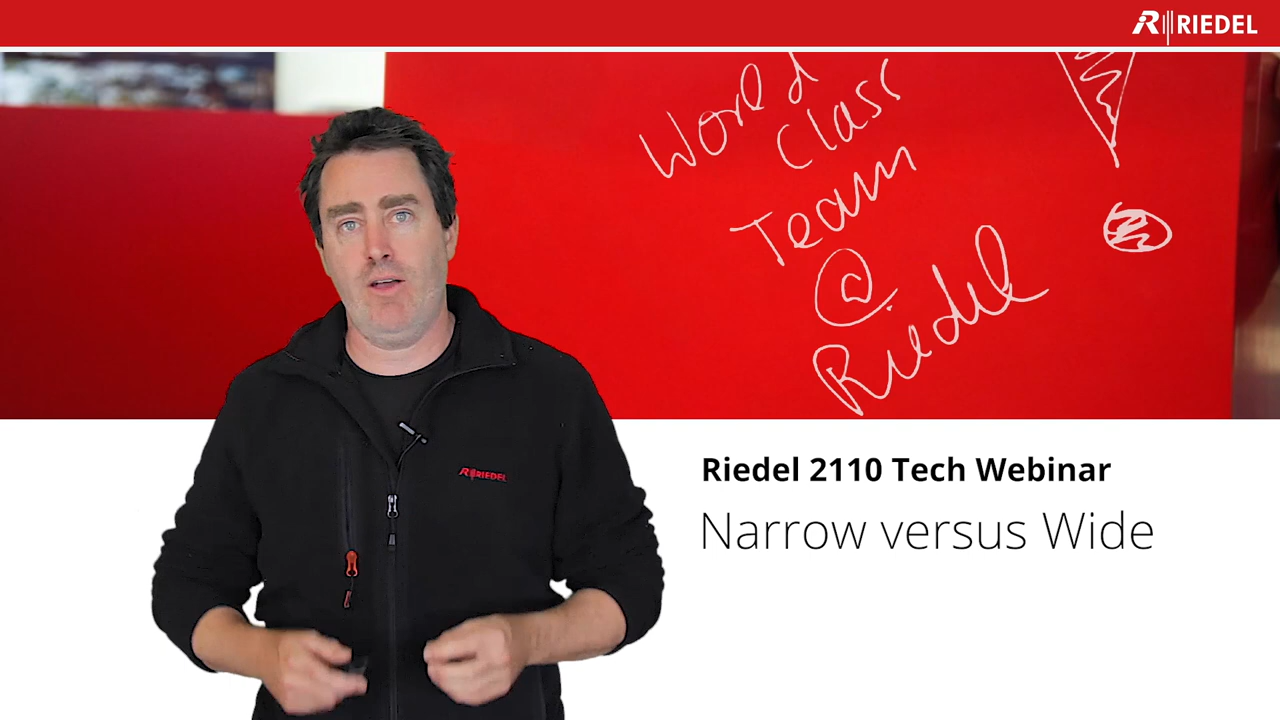 RIEDEL
World
Class
Team
@
Riedel
RIEDEL
Riedel 2110 Tech Webinar
Narrow versus Wide